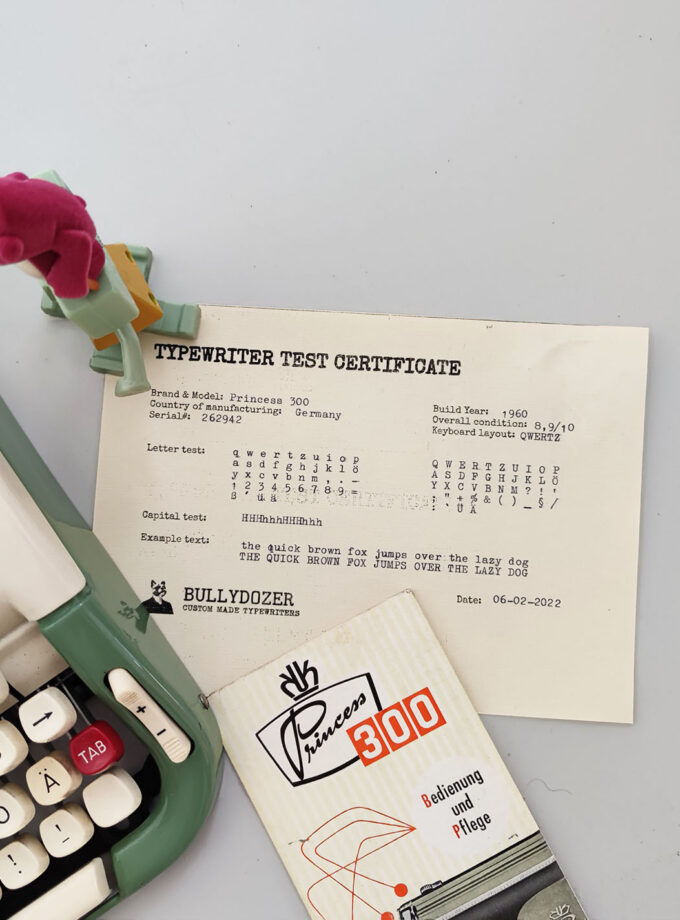 TYPEWRITER TEST CERTIFICATE
Brand & Model: Princess 300
Country of manufacturing: Germany
Serial#: 262942
Build Year: 1960
Overall condition: 8,9/10
Keyboard layout: QWERTZ
Letter test:
q w e r t z u i o p
a s d f g h j k l ö
y x c v b n m , . -
1 2 3 4 5 6 7 8 9 =
ß ' ü ä
Q W E R T Z U I O P
A S D F G H J K L Ö
Y X C V B N M ? ! '
" + % & ( ) _ § /
Ü Ä
Capital test: HHHhhhHHHhhh
Example text: the quick brown fox jumps over the lazy dog
THE QUICK BROWN FOX JUMPS OVER THE LAZY DOG
BULLYDOZER
CUSTOM MADE TYPEWRITERS
Date: 06-02-2022
Princess
300
Bedienung
und
Pflege
+
-
→
TAB
Ä
!